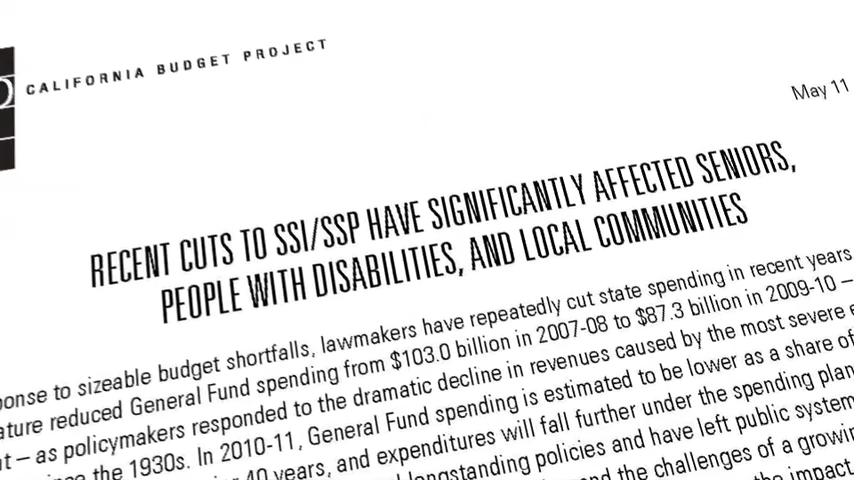 CALIFORNIA BUDGET PROJECT
May 11
RECENT CUTS TO SSI/SSP HAVE SIGNIFICANTLY AFFECTED SENIORS,
PEOPLE WITH DISABILITIES, AND LOCAL COMMUNITIES
to sizeable budget shortfalls, lawmakers have repeatedly cut state spending in recent years
reduced General Fund spending from $103.0 billion in 2007-08 to $87.3 billion in 2009-10 –
– as policymakers responded to the dramatic decline in revenues caused by the most severe
the 1930s. In 2010-11, General Fund spending is estimated to be lower as a share of
40 years, and expenditures will fall further under the spending plan
longstanding policies and have left public
the challenges of a
the impact